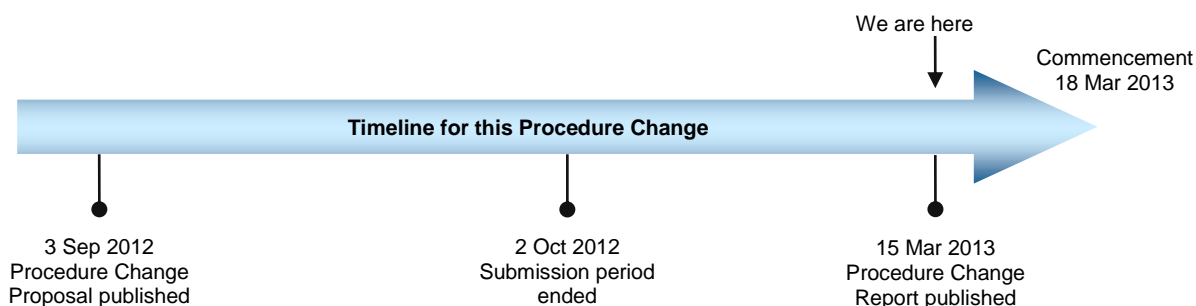 We are here
Commencement
18 Mar 2013
Timeline for this Procedure Change
3 Sep 2012
Procedure Change
Proposal published
2 Oct 2012
Submission period
ended
15 Mar 2013
Procedure Change
Report published